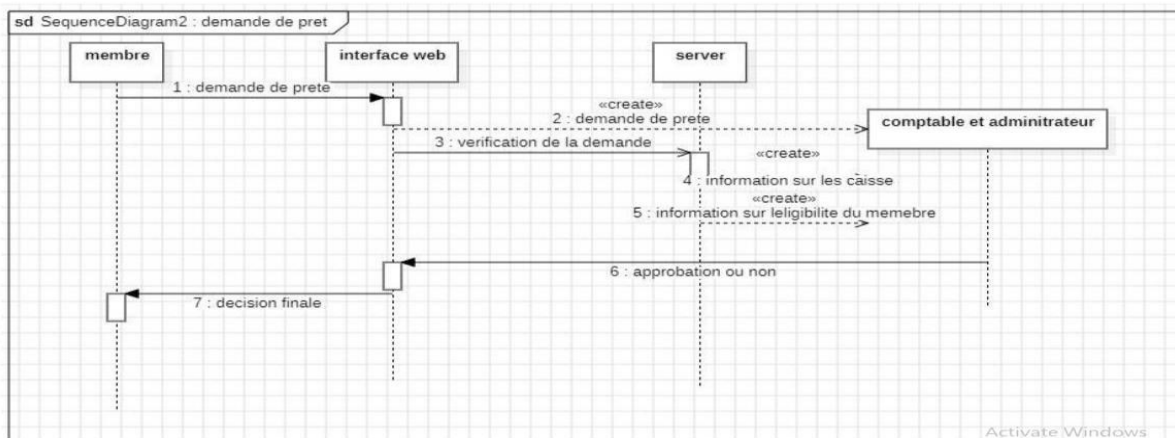 sd SequenceDiagram2 : demande de pret
membre
interface web
server
1 : demande de prete
«create»
2 : demande de prete
comptable et adminitrateur
3 : verification de la demande
«create»
4 : information sur les caisse
«create»
5 : information sur leligibilite du memebre
6 : approbation ou non
7 : decision finale
Activate Windows